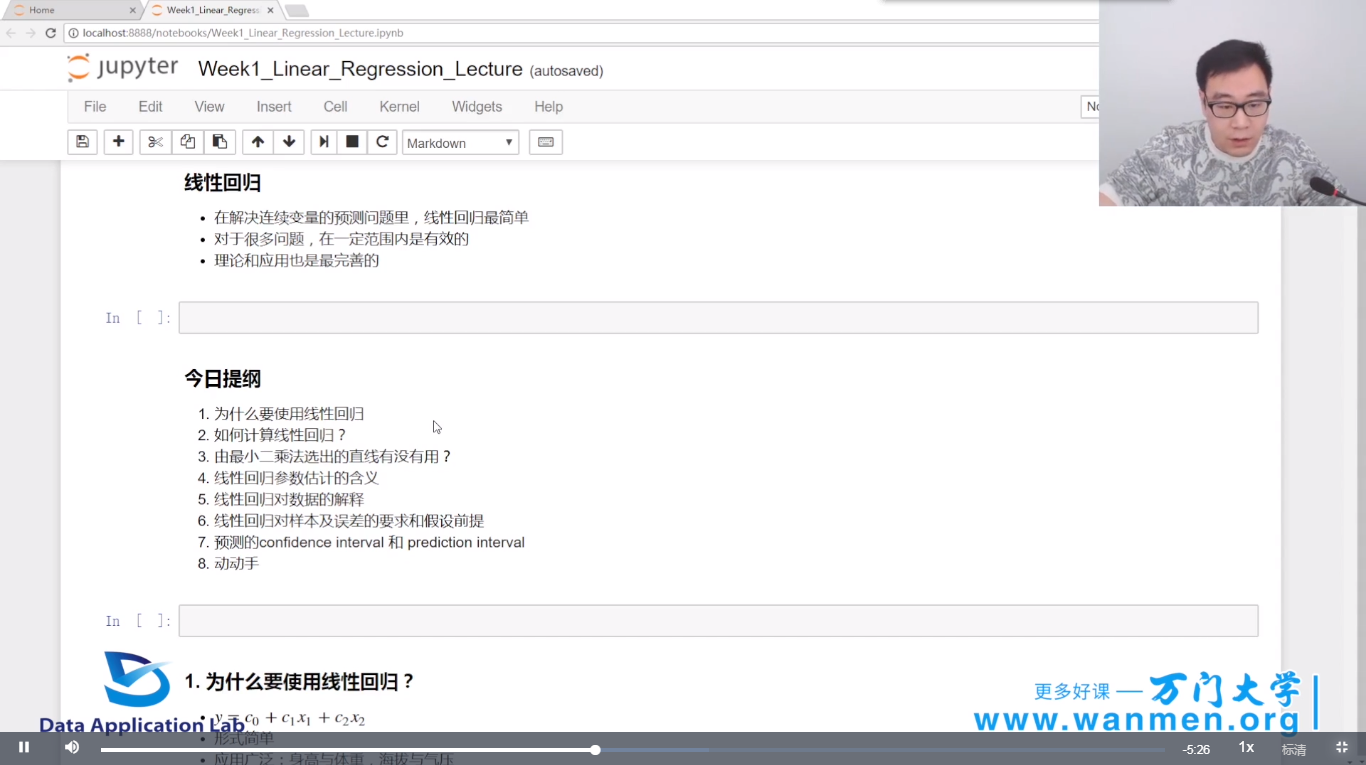 Home
Week1_Linear_Regress
localhost:8888/notebooks/Week1_Linear_Regression_Lecture.ipynb
jupyter Week1_Linear_Regression_Lecture (autosaved)
File Edit View Insert Cell Kernel Widgets Help
No
Markdown
线性回归
• 在解决连续变量的预测问题里，线性回归最简单
• 对于很多问题，在一定范围内是有效的
• 理论和应用也是最完善的
In [ ]:
今日提纲
1. 为什么要使用线性回归
2. 如何计算线性回归？
3. 由最小二乘法选出的直线有没有用？
4. 线性回归参数估计的含义
5. 线性回归对数据的解释
6. 线性回归对样本及误差的要求和假设前提
7. 预测的confidence interval 和 prediction interval
8. 动动手
In [ ]:
1. 为什么要使用线性回归？
• y = c₀ + c₁x₁ + c₂x₂
• 形式简单
• 应用广泛：身高与体重，海拔与气压
Data Application Lab
更多好课 — 万门大学
www.wanmen.org
-5:26 1x 标清